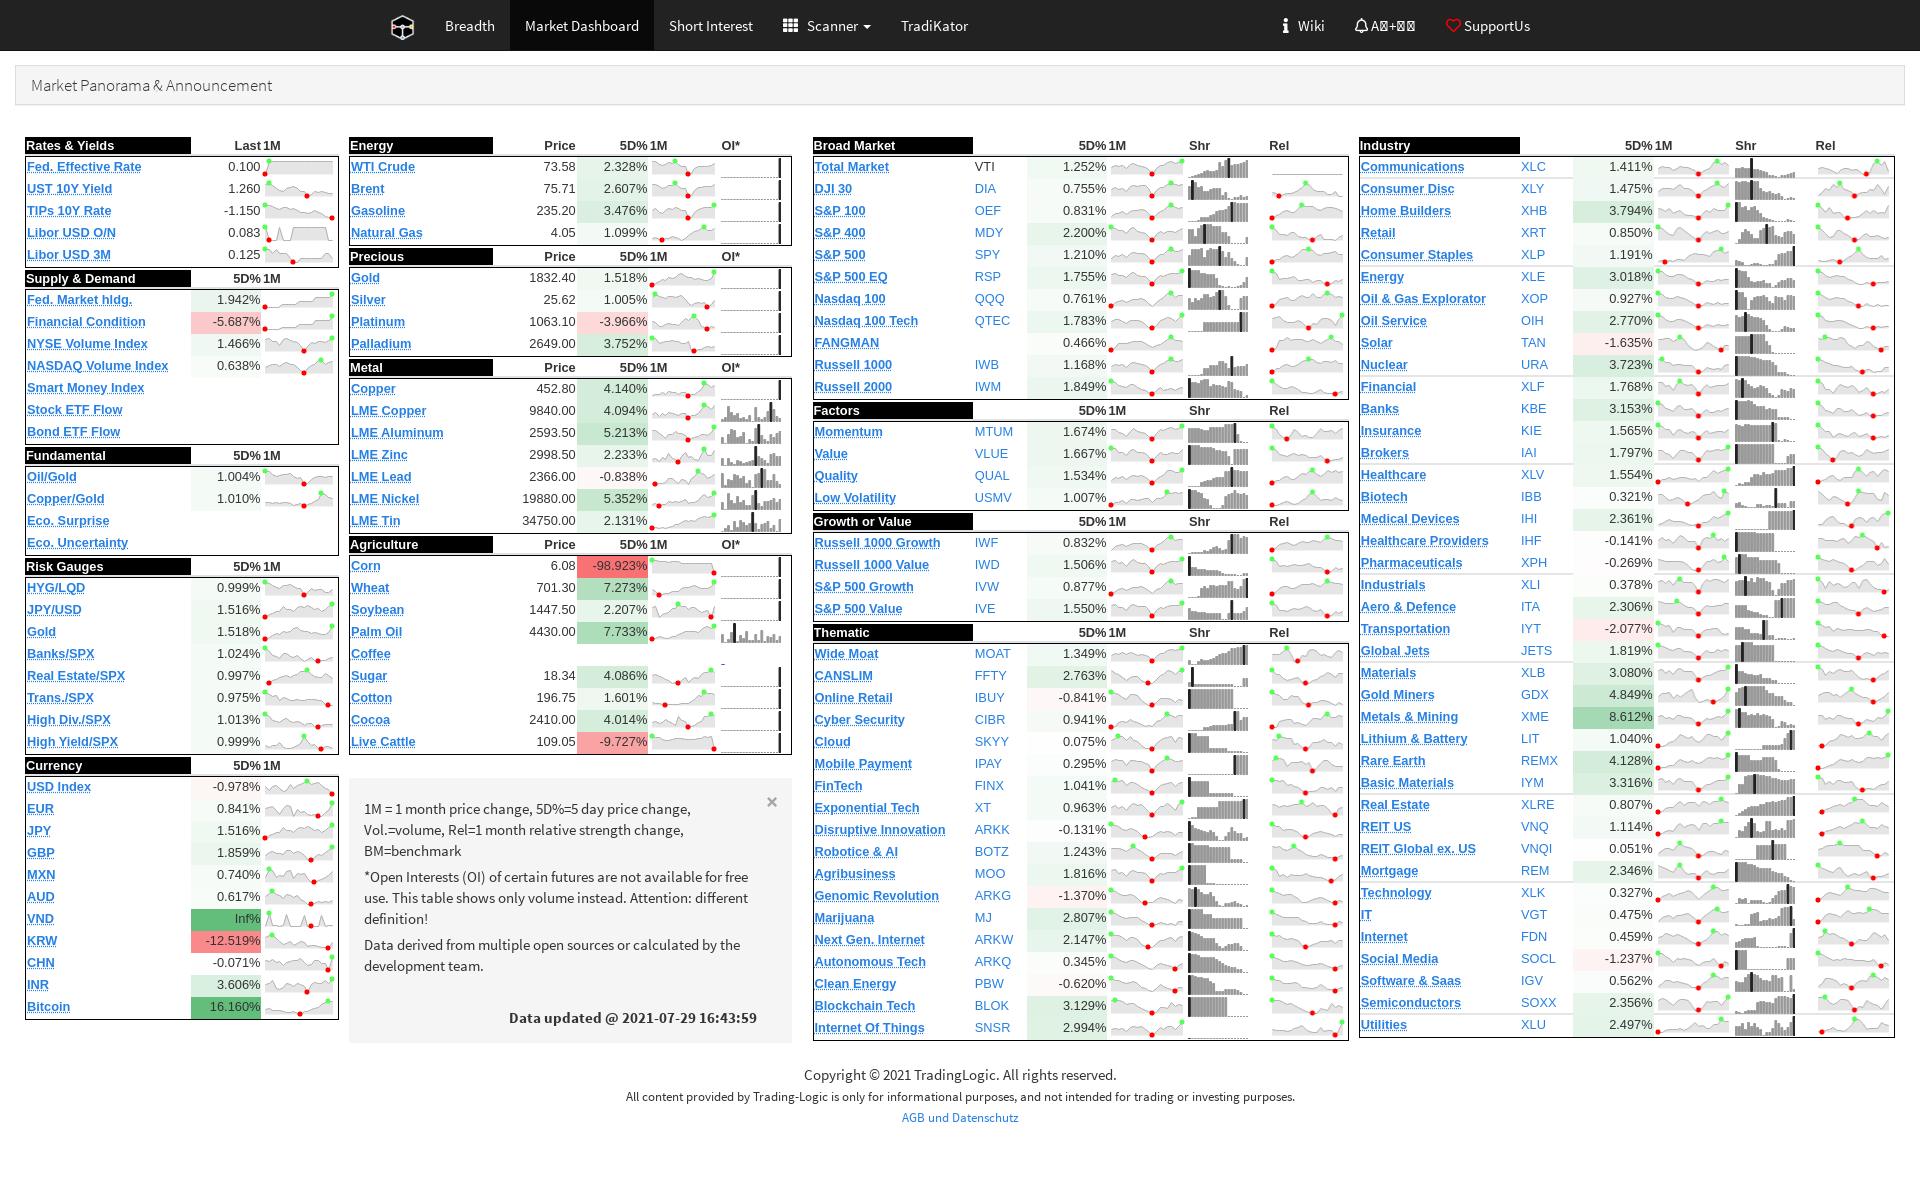 Breadth Market Dashboard Short Interest Scanner TradiKator Wiki SupportUs
Market Panorama & Announcement
Rates & Yields Last 1M
Fed. Effective Rate 0.100
UST 10Y Yield 1.260
TIPs 10Y Rate -1.150
Libor USD O/N 0.083
Libor USD 3M 0.125
Supply & Demand 5D% 1M
Fed. Market hldg. 1.942%
Financial Condition -5.687%
NYSE Volume Index 1.466%
NASDAQ Volume Index 0.638%
Smart Money Index
Stock ETF Flow
Bond ETF Flow
Fundamental 5D% 1M
Oil/Gold 1.004%
Copper/Gold 1.010%
Eco. Surprise
Eco. Uncertainty
Risk Gauges 5D% 1M
HYG/LQD 0.999%
JPY/USD 1.516%
Gold 1.518%
Banks/SPX 1.024%
Real Estate/SPX 0.997%
Trans./SPX 0.975%
High Div./SPX 1.013%
High Yield/SPX 0.999%
Currency 5D% 1M
USD Index -0.978%
EUR 0.841%
JPY 1.516%
GBP 1.859%
MXN 0.740%
AUD 0.617%
VND Inf%
KRW -12.519%
CHN -0.071%
INR 3.606%
Bitcoin 16.160%
Energy Price 5D% 1M OI*
WTI Crude 73.58 2.328%
Brent 75.71 2.607%
Gasoline 235.20 3.476%
Natural Gas 4.05 1.099%
Precious Price 5D% 1M OI*
Gold 1832.40 1.518%
Silver 25.62 1.005%
Platinum 1063.10 -3.966%
Palladium 2649.00 3.752%
Metal Price 5D% 1M OI*
Copper 452.80 4.140%
LME Copper 9840.00 4.094%
LME Aluminum 2593.50 5.213%
LME Zinc 2998.50 2.233%
LME Lead 2366.00 -0.838%
LME Nickel 19880.00 5.352%
LME Tin 34750.00 2.131%
Agriculture Price 5D% 1M OI*
Corn 6.08 -98.923%
Wheat 701.30 7.273%
Soybean 1447.50 2.207%
Palm Oil 4430.00 7.733%
Coffee -
Sugar 18.34 4.086%
Cotton 196.75 1.601%
Cocoa 2410.00 4.014%
Live Cattle 109.05 -9.727%
×
1M = 1 month price change, 5D%=5 day price change,
Vol.=volume, Rel=1 month relative strength change,
BM=benchmark
*Open Interests (OI) of certain futures are not available for free
use. This table shows only volume instead. Attention: different
definition!
Data derived from multiple open sources or calculated by the
development team.
Data updated @ 2021-07-29 16:43:59
Broad Market 5D% 1M Shr Rel
Total Market VTI 1.252%
DJI 30 DIA 0.755%
S&P 100 OEF 0.831%
S&P 400 MDY 2.200%
S&P 500 SPY 1.210%
S&P 500 EQ RSP 1.755%
Nasdaq 100 QQQ 0.761%
Nasdaq 100 Tech QTEC 1.783%
FANGMAN 0.466%
Russell 1000 IWB 1.168%
Russell 2000 IWM 1.849%
Factors 5D% 1M Shr Rel
Momentum MTUM 1.674%
Value VLUE 1.667%
Quality QUAL 1.534%
Low Volatility USMV 1.007%
Growth or Value 5D% 1M Shr Rel
Russell 1000 Growth IWF 0.832%
Russell 1000 Value IWD 1.506%
S&P 500 Growth IVW 0.877%
S&P 500 Value IVE 1.550%
Thematic 5D% 1M Shr Rel
Wide Moat MOAT 1.349%
CANSLIM FFTY 2.763%
Online Retail IBUY -0.841%
Cyber Security CIBR 0.941%
Cloud SKYY 0.075%
Mobile Payment IPAY 0.295%
FinTech FINX 1.041%
Exponential Tech XT 0.963%
Disruptive Innovation ARKK -0.131%
Robotice & AI BOTZ 1.243%
Agribusiness MOO 1.816%
Genomic Revolution ARKG -1.370%
Marijuana MJ 2.807%
Next Gen. Internet ARKW 2.147%
Autonomous Tech ARKQ 0.345%
Clean Energy PBW -0.620%
Blockchain Tech BLOK 3.129%
Internet Of Things SNSR 2.994%
Industry 5D% 1M Shr Rel
Communications XLC 1.411%
Consumer Disc XLY 1.475%
Home Builders XHB 3.794%
Retail XRT 0.850%
Consumer Staples XLP 1.191%
Energy XLE 3.018%
Oil & Gas Explorator XOP 0.927%
Oil Service OIH 2.770%
Solar TAN -1.635%
Nuclear URA 3.723%
Financial XLF 1.768%
Banks KBE 3.153%
Insurance KIE 1.565%
Brokers IAI 1.797%
Healthcare XLV 1.554%
Biotech IBB 0.321%
Medical Devices IHI 2.361%
Healthcare Providers IHF -0.141%
Pharmaceuticals XPH -0.269%
Industrials XLI 0.378%
Aero & Defence ITA 2.306%
Transportation IYT -2.077%
Global Jets JETS 1.819%
Materials XLB 3.080%
Gold Miners GDX 4.849%
Metals & Mining XME 8.612%
Lithium & Battery LIT 1.040%
Rare Earth REMX 4.128%
Basic Materials IYM 3.316%
Real Estate XLRE 0.807%
REIT US VNQ 1.114%
REIT Global ex. US VNQI 0.051%
Mortgage REM 2.346%
Technology XLK 0.327%
IT VGT 0.475%
Internet FDN 0.459%
Social Media SOCL -1.237%
Software & Saas IGV 0.562%
Semiconductors SOXX 2.356%
Utilities XLU 2.497%
Copyright © 2021 TradingLogic. All rights reserved.
All content provided by Trading-Logic is only for informational purposes, and not intended for trading or investing purposes.
AGB und Datenschutz